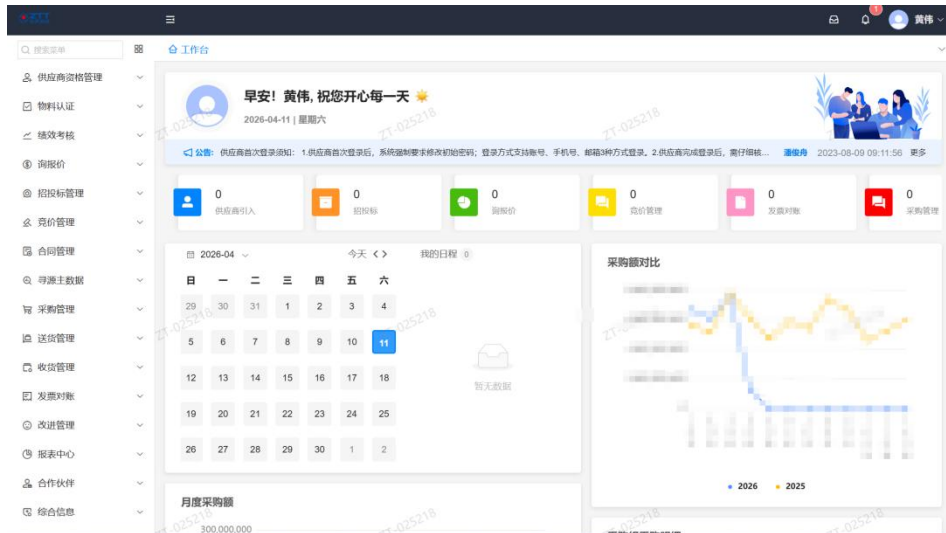 ZTT
1
黄伟
搜索菜单
工作台
供应商资格管理
物料认证
绩效考核
询报价
招投标管理
竞价管理
合同管理
寻源主数据
采购管理
送货管理
收货管理
发票对账
改进管理
报表中心
合作伙伴
综合信息
早安！黄伟, 祝您开心每一天
2026-04-11 | 星期六
公告: 供应商首次登录须知: 1.供应商首次登录后，系统强制要求修改初始密码；登录方式支持账号、手机号、邮箱3种方式登录。2.供应商完成登录后，需仔细核... 潘俊舟 2023-08-09 09:11:56 更多
0 0 0 0 0 0
供应商引入 招投标 询报价 竞价管理 发票对账 采购管理
2026-04 今天 < > 我的日程 0
日 一 二 三 四 五 六
29 30 31 1 2 3 4
5 6 7 8 9 10 11
12 13 14 15 16 17 18
19 20 21 22 23 24 25
26 27 28 29 30 1 2
暂无数据
采购额对比
2026 2025
月度采购额
300,000,000
ZT-025218
ZT-025218
ZT-025218
ZT-025218
ZT-025218
ZT-025218